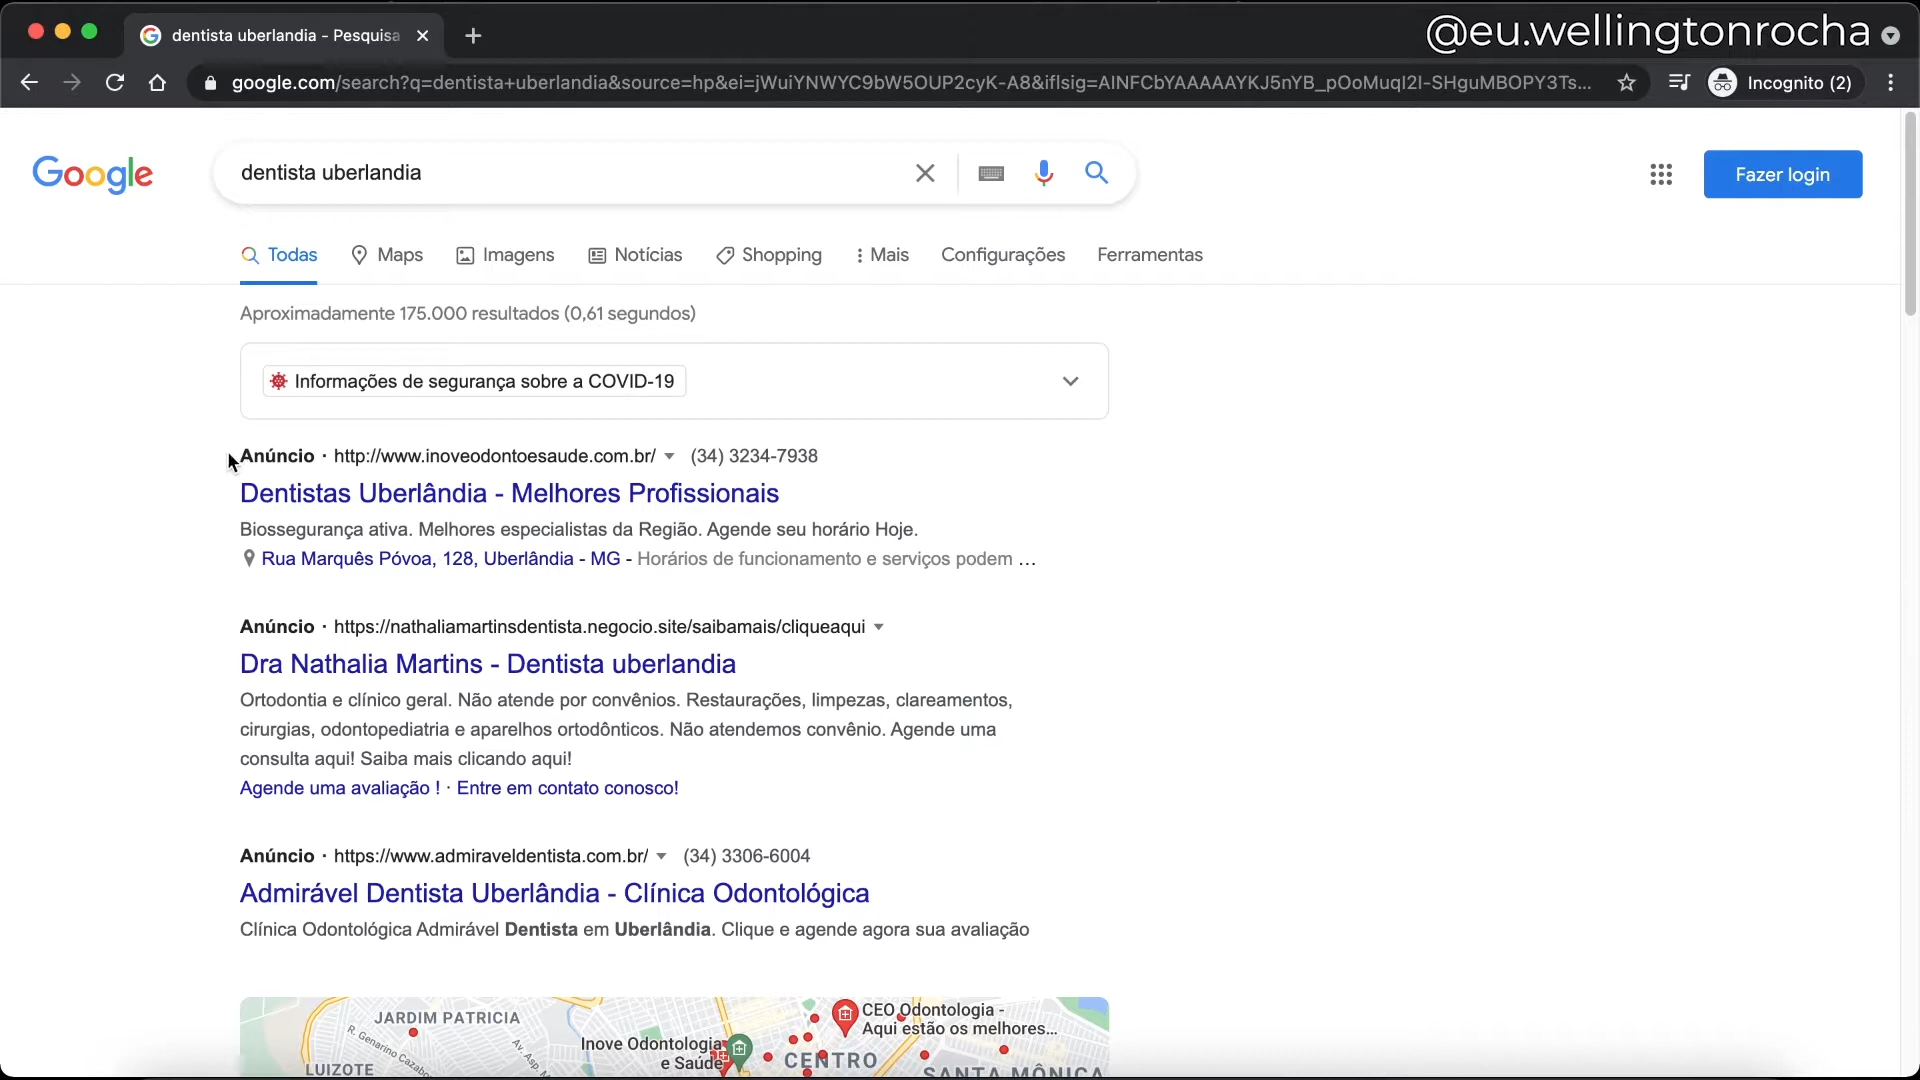 dentista uberlandia - Pesquisa
@eu.wellingtonrocha
google.com/search?q=dentista+uberlandia&source=hp&ei=jWuiYNWYC9bW5OUP2cyK-A8&iflsig=AINFCbYAAAAAYKJ5nYB_pOoMuqI2I-SHguMBOPY3Ts...
Incognito (2)
Google
dentista uberlandia
Fazer login
Todas Maps Imagens Notícias Shopping Mais Configurações Ferramentas
Aproximadamente 175.000 resultados (0,61 segundos)
Informações de segurança sobre a COVID-19
Anúncio · http://www.inoveodontoesaude.com.br/ (34) 3234-7938
Dentistas Uberlândia - Melhores Profissionais
Biossegurança ativa. Melhores especialistas da Região. Agende seu horário Hoje.
Rua Marquês Póvoa, 128, Uberlândia - MG - Horários de funcionamento e serviços podem ...
Anúncio · https://nathaliamartinsdentista.negocio.site/saibamais/cliqueaqui
Dra Nathalia Martins - Dentista uberlandia
Ortodontia e clínico geral. Não atende por convênios. Restaurações, limpezas, clareamentos,
cirurgias, odontopediatria e aparelhos ortodônticos. Não atendemos convênio. Agende uma
consulta aqui! Saiba mais clicando aqui!
Agende uma avaliação ! · Entre em contato conosco!
Anúncio · https://www.admiraveldentista.com.br/ (34) 3306-6004
Admirável Dentista Uberlândia - Clínica Odontológica
Clínica Odontológica Admirável Dentista em Uberlândia. Clique e agende agora sua avaliação
JARDIM PATRICIA
R. Genarino Cazabo
LUIZOTE
Av. Asp. M
Inove Odontologia
e Saúde
CEO Odontologia -
Aqui estão os melhores...
CENTRO
SANTA MÔNICA